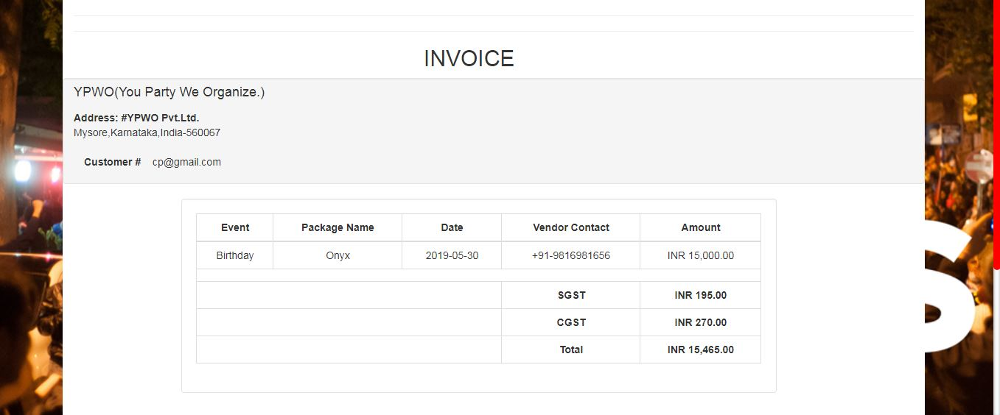 INVOICE
YPWO(You Party We Organize.)
Address: #YPWO Pvt.Ltd.
Mysore,Karnataka,India-560067
Customer # cp@gmail.com
Event Package Name Date Vendor Contact Amount
Birthday Onyx 2019-05-30 +91-9816981656 INR 15,000.00
SGST INR 195.00
CGST INR 270.00
Total INR 15,465.00